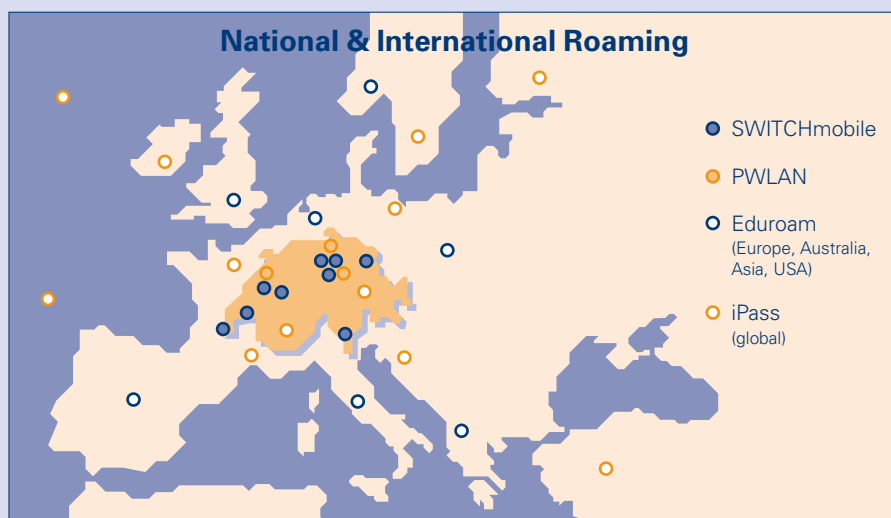 National & International Roaming
SWITCHmobile
PWLAN
Eduroam
(Europe, Australia,
Asia, USA)
iPass
(global)